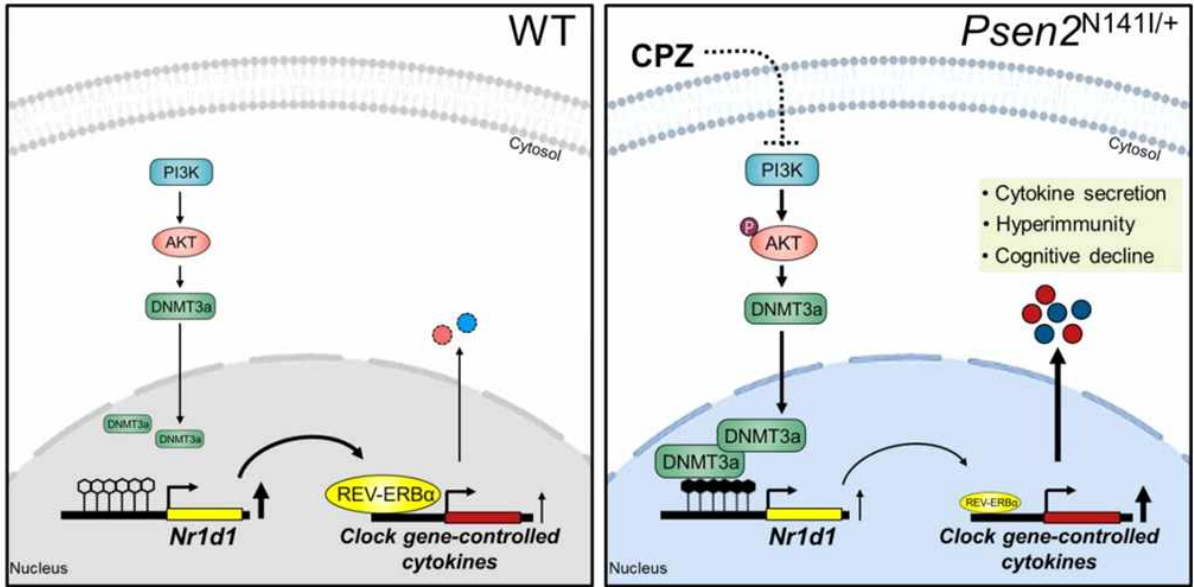 WT
Cytosol
PI3K
AKT
DNMT3a
DNMT3a
DNMT3a
REV-ERBα
Nr1d1
Clock gene-controlled
cytokines
Nucleus
Psen2N141I/+
CPZ
Cytosol
PI3K
P
AKT
DNMT3a
• Cytokine secretion
• Hyperimmunity
• Cognitive decline
DNMT3a
DNMT3a
REV-ERBα
Nr1d1
Clock gene-controlled
cytokines
Nucleus